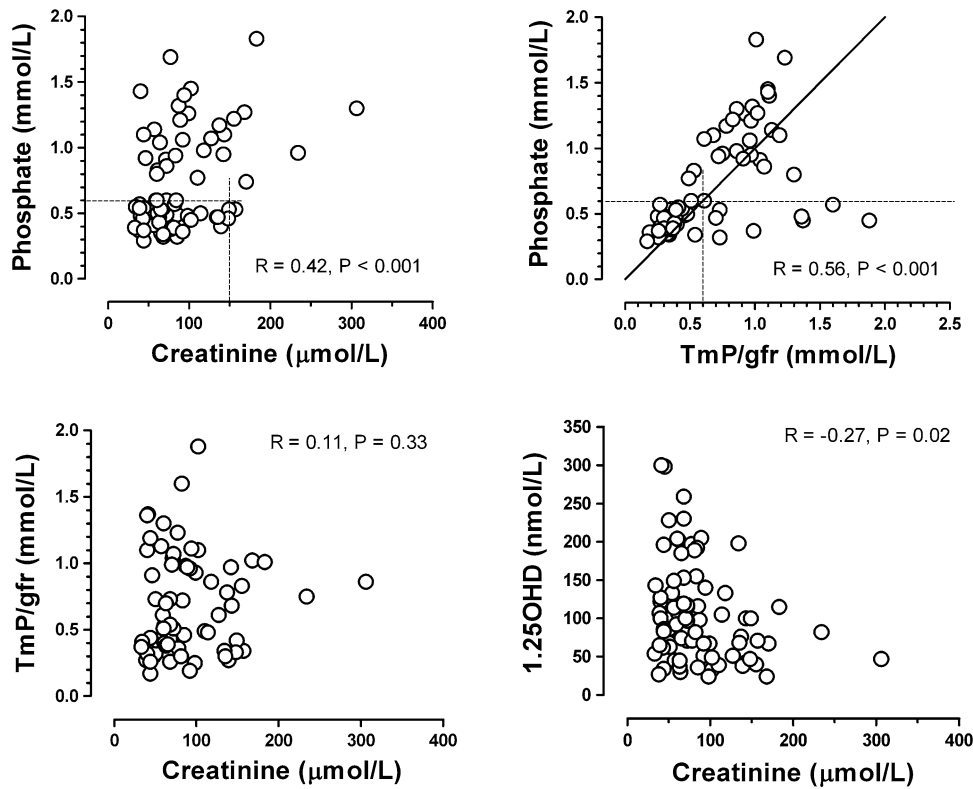 Phosphate (mmol/L)
2.0
1.5
1.0
0.5
0.0
R = 0.42, P < 0.001
0 100 200 300 400
Creatinine (µmol/L)
Phosphate (mmol/L)
2.0
1.5
1.0
0.5
0.0
R = 0.56, P < 0.001
0.0 0.5 1.0 1.5 2.0 2.5
TmP/gfr (mmol/L)
TmP/gfr (mmol/L)
2.0
1.5
1.0
0.5
0.0
R = 0.11, P = 0.33
0 100 200 300 400
Creatinine (µmol/L)
1.25OHD (nmol/L)
350
300
250
200
150
100
50
0
R = -0.27, P = 0.02
0 100 200 300 400
Creatinine (µmol/L)